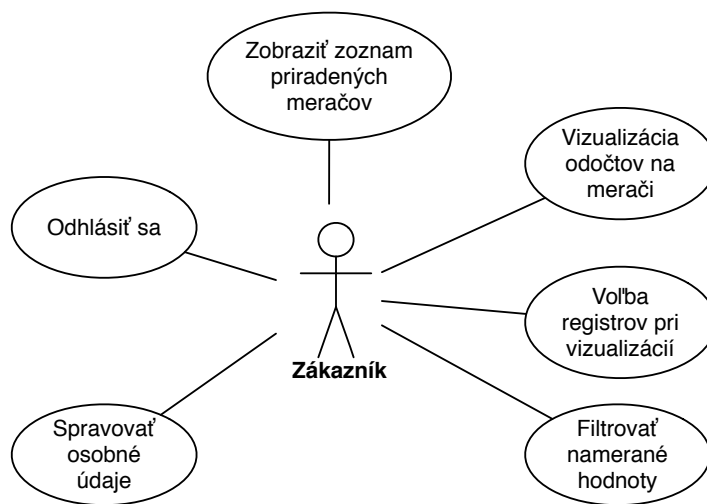 Zobraziť zoznam
priradených
meračov
Vizualizácia
odočtov na
merači
Odhlásiť sa
Voľba
registrov pri
vizualizácií
Zákazník
Spravovať
osobné
údaje
Filtrovať
namerané
hodnoty